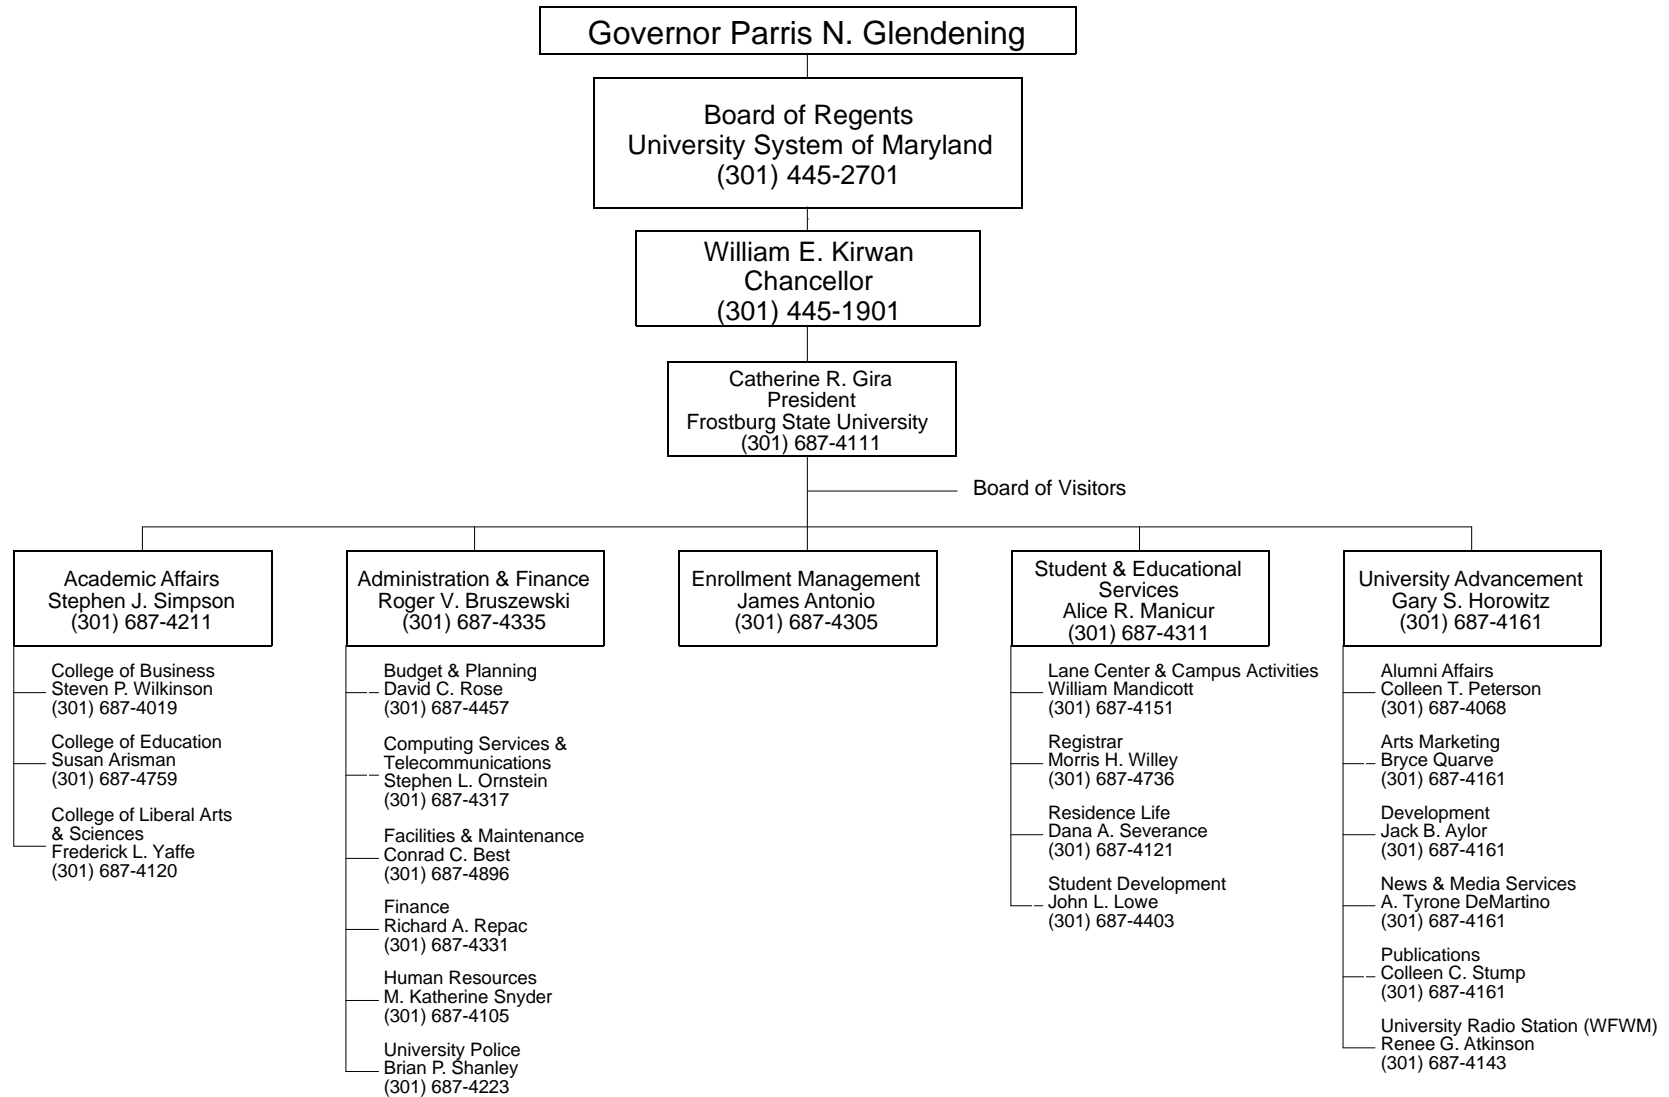 Governor Parris N. Glendening
Board of Regents
University System of Maryland
(301) 445-2701
William E. Kirwan
Chancellor
(301) 445-1901
Catherine R. Gira
President
Frostburg State University
(301) 687-4111
Board of Visitors
Academic Affairs
Stephen J. Simpson
(301) 687-4211
College of Business
Steven P. Wilkinson
(301) 687-4019
College of Education
Susan Arisman
(301) 687-4759
College of Liberal Arts
& Sciences
Frederick L. Yaffe
(301) 687-4120
Administration & Finance
Roger V. Bruszewski
(301) 687-4335
Budget & Planning
David C. Rose
(301) 687-4457
Computing Services &
Telecommunications
Stephen L. Ornstein
(301) 687-4317
Facilities & Maintenance
Conrad C. Best
(301) 687-4896
Finance
Richard A. Repac
(301) 687-4331
Human Resources
M. Katherine Snyder
(301) 687-4105
University Police
Brian P. Shanley
(301) 687-4223
Enrollment Management
James Antonio
(301) 687-4305
Student & Educational
Services
Alice R. Manicur
(301) 687-4311
Lane Center & Campus Activities
William Mandicott
(301) 687-4151
Registrar
Morris H. Willey
(301) 687-4736
Residence Life
Dana A. Severance
(301) 687-4121
Student Development
John L. Lowe
(301) 687-4403
University Advancement
Gary S. Horowitz
(301) 687-4161
Alumni Affairs
Colleen T. Peterson
(301) 687-4068
Arts Marketing
Bryce Quarve
(301) 687-4161
Development
Jack B. Aylor
(301) 687-4161
News & Media Services
A. Tyrone DeMartino
(301) 687-4161
Publications
Colleen C. Stump
(301) 687-4161
University Radio Station (WFWM)
Renee G. Atkinson
(301) 687-4143